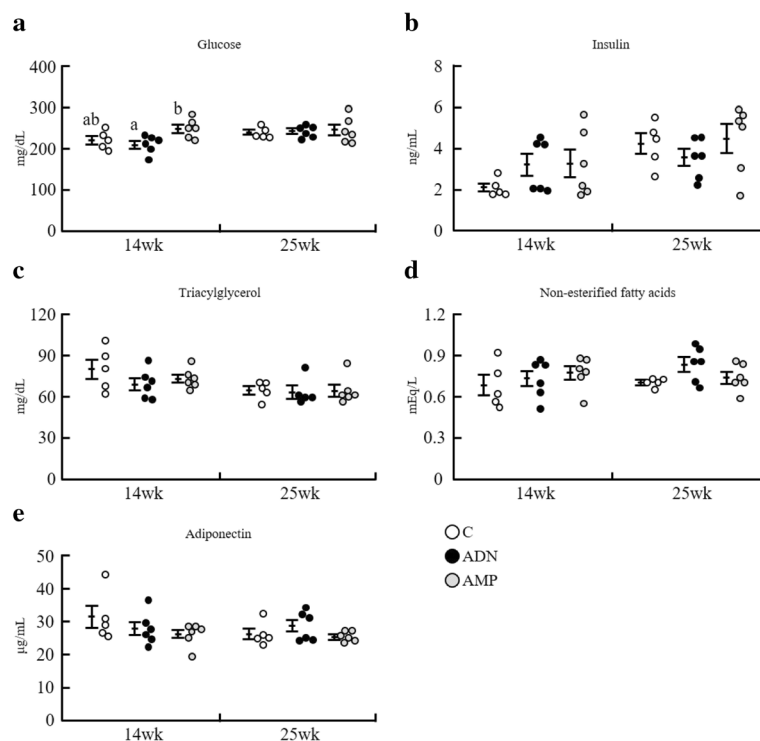 a
Glucose
400
300
200
100
0
mg/dL
ab
a
b
14wk
25wk
b
Insulin
8
6
4
2
0
ng/mL
14wk
25wk
c
Triacylglycerol
120
90
60
30
0
mg/dL
14wk
25wk
d
Non-esterified fatty acids
1.2
0.9
0.6
0.3
0
mEq/L
14wk
25wk
e
Adiponectin
50
40
30
20
10
0
μg/mL
14wk
25wk
C
ADN
AMP